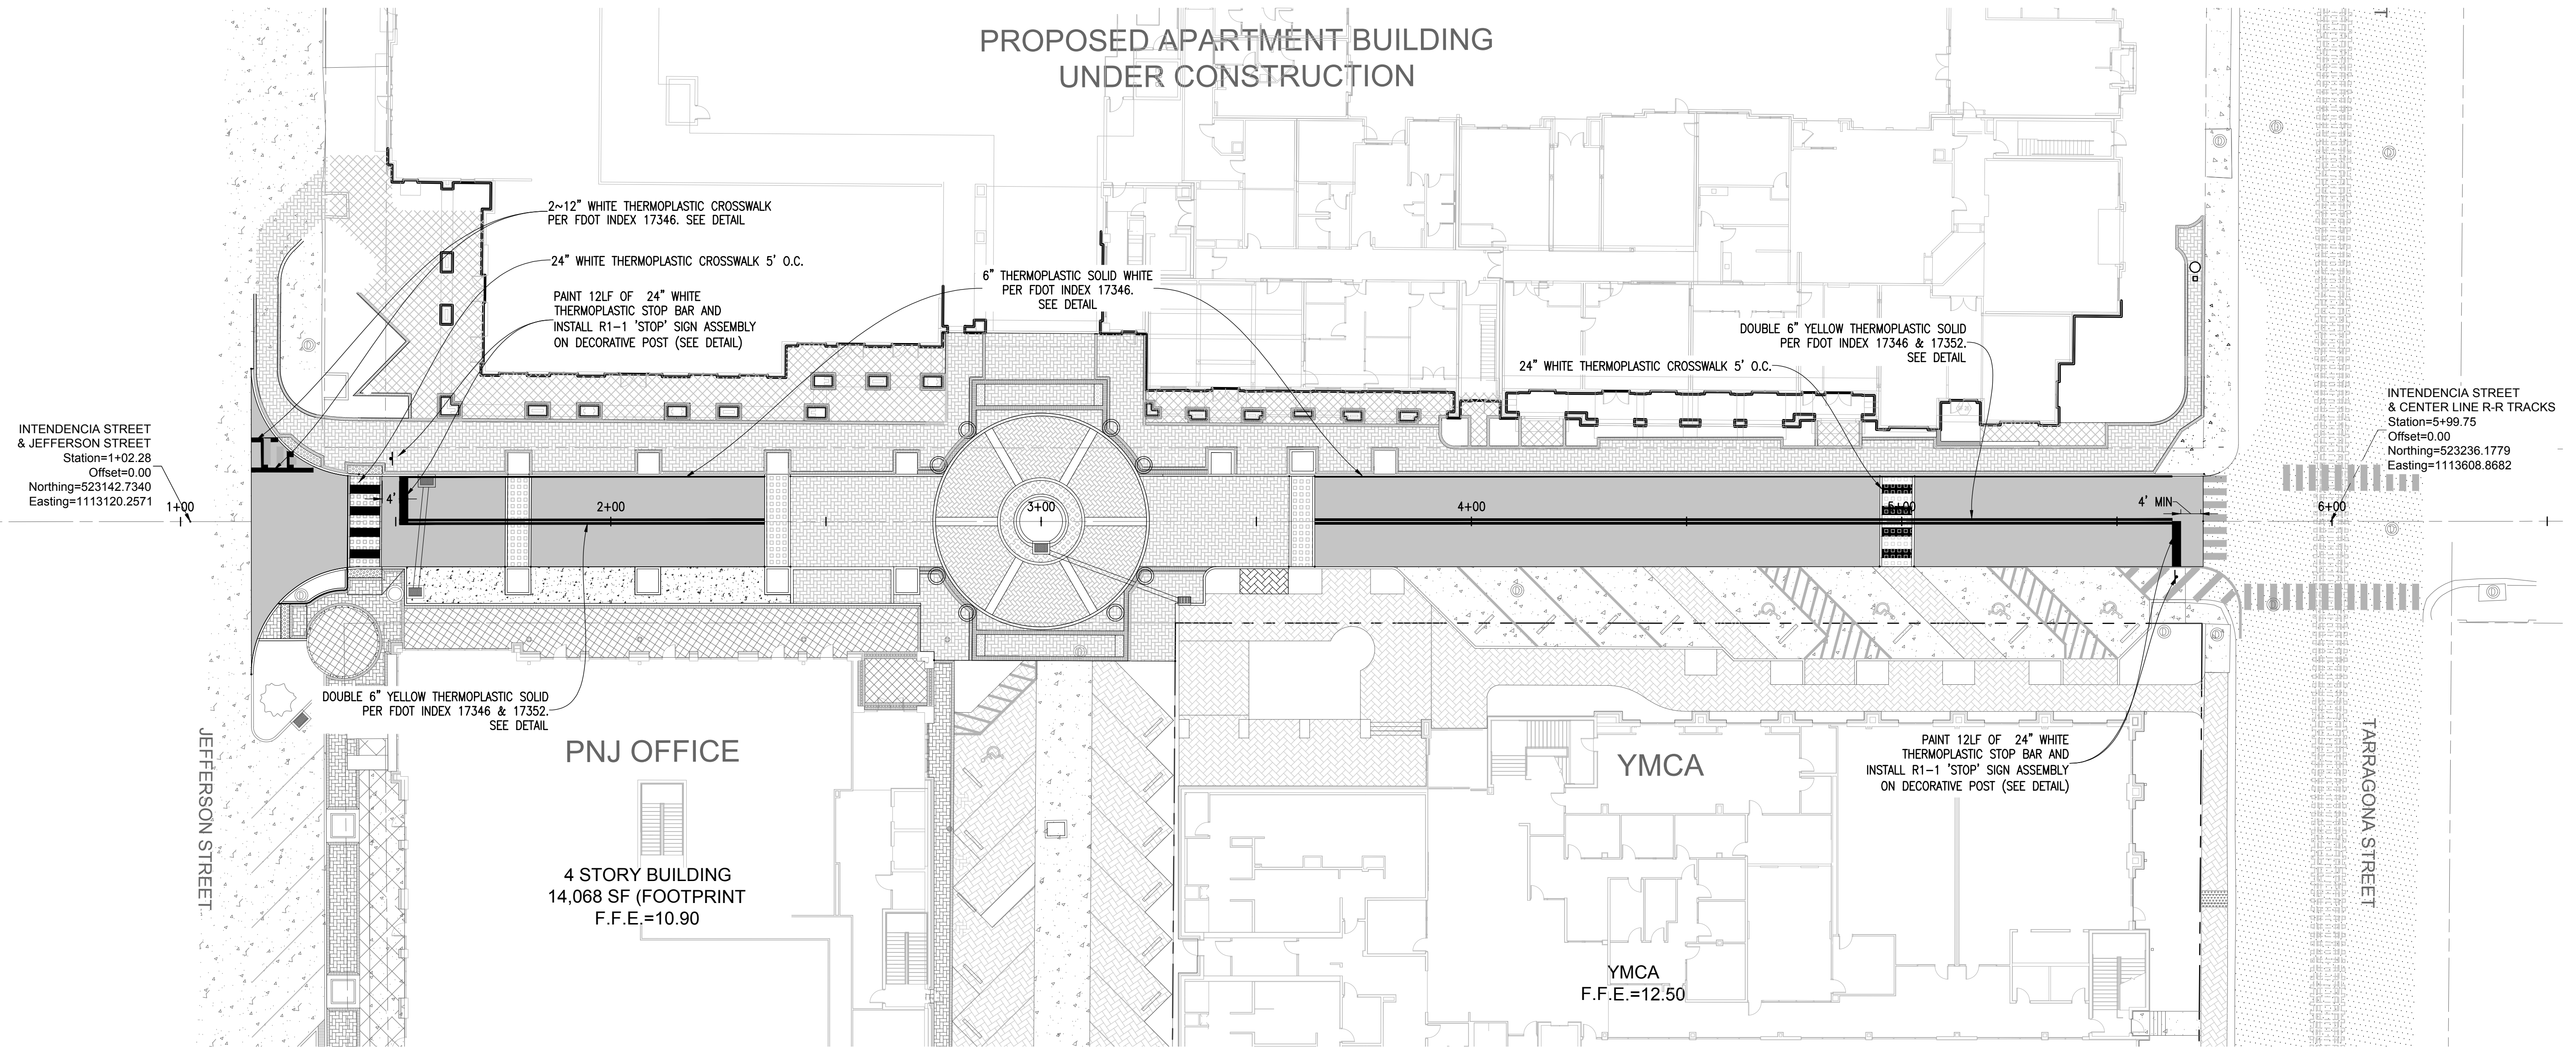 PROPOSED APARTMENT BUILDING
UNDER CONSTRUCTION
2~12" WHITE THERMOPLASTIC CROSSWALK
PER FDOT INDEX 17346. SEE DETAIL
24" WHITE THERMOPLASTIC CROSSWALK 5' O.C.
PAINT 12LF OF 24" WHITE
THERMOPLASTIC STOP BAR AND
INSTALL R1-1 'STOP' SIGN ASSEMBLY
ON DECORATIVE POST (SEE DETAIL)
6" THERMOPLASTIC SOLID WHITE
PER FDOT INDEX 17346.
SEE DETAIL
DOUBLE 6" YELLOW THERMOPLASTIC SOLID
PER FDOT INDEX 17346 & 17352.
SEE DETAIL
24" WHITE THERMOPLASTIC CROSSWALK 5' O.C.
INTENDENCIA STREET
& JEFFERSON STREET
Station=1+02.28
Offset=0.00
Northing=523142.7340
Easting=1113120.2571
INTENDENCIA STREET
& CENTER LINE R-R TRACKS
Station=5+99.75
Offset=0.00
Northing=523236.1779
Easting=1113608.8682
1+00
4'
2+00
3+00
4+00
5+00
4' MIN
6+00
DOUBLE 6" YELLOW THERMOPLASTIC SOLID
PER FDOT INDEX 17346 & 17352.
SEE DETAIL
JEFFERSON STREET
PNJ OFFICE
4 STORY BUILDING
14,068 SF (FOOTPRINT
F.F.E.=10.90
YMCA
PAINT 12LF OF 24" WHITE
THERMOPLASTIC STOP BAR AND
INSTALL R1-1 'STOP' SIGN ASSEMBLY
ON DECORATIVE POST (SEE DETAIL)
YMCA
F.F.E.=12.50
TARRAGONA STREET